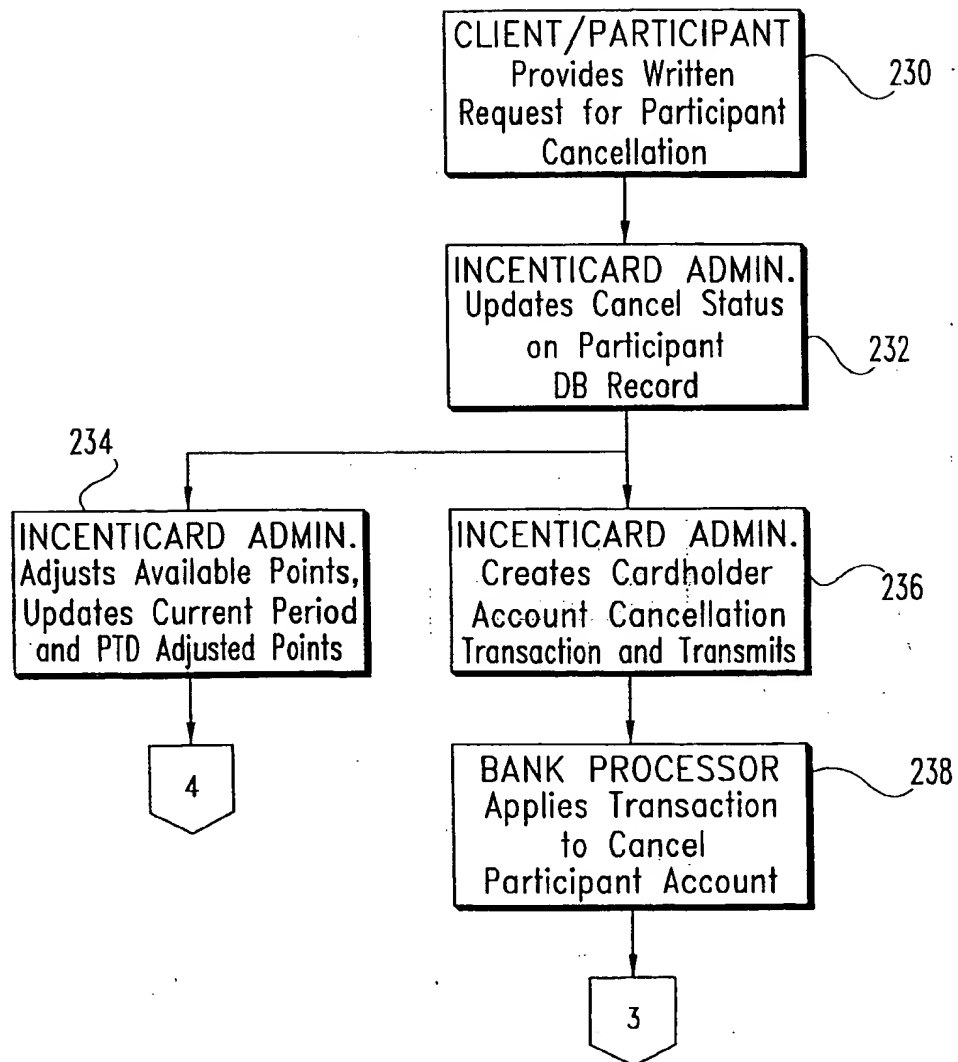 CLIENT/PARTICIPANT
Provides Written
Request for Participant
Cancellation
230
INCENTICARD ADMIN.
Updates Cancel Status
on Participant
DB Record
232
234
INCENTICARD ADMIN.
Adjusts Available Points,
Updates Current Period
and PTD Adjusted Points
INCENTICARD ADMIN.
Creates Cardholder
Account Cancellation
Transaction and Transmits
236
4
BANK PROCESSOR
Applies Transaction
to Cancel
Participant Account
238
3